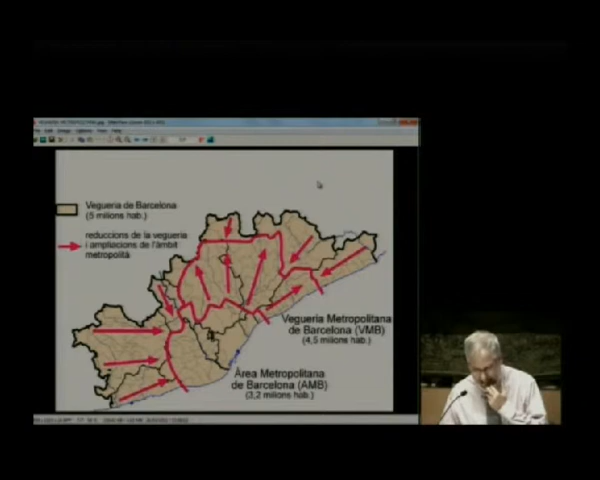 Vegueria de Barcelona
(5 milions hab.)
reduccions de la vegueria
i ampliacions de l'àmbit
metropolità
Vegueria Metropolitana
de Barcelona (VMB)
(4,5 milions hab.)
Àrea Metropolitana
de Barcelona (AMB)
(3,2 milions hab.)